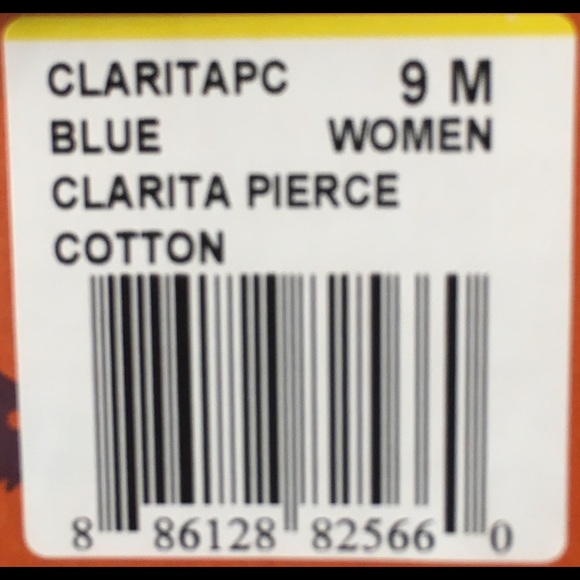 CLARITAPC 9 M
BLUE WOMEN
CLARITA PIERCE
COTTON
8 86128 82566 0